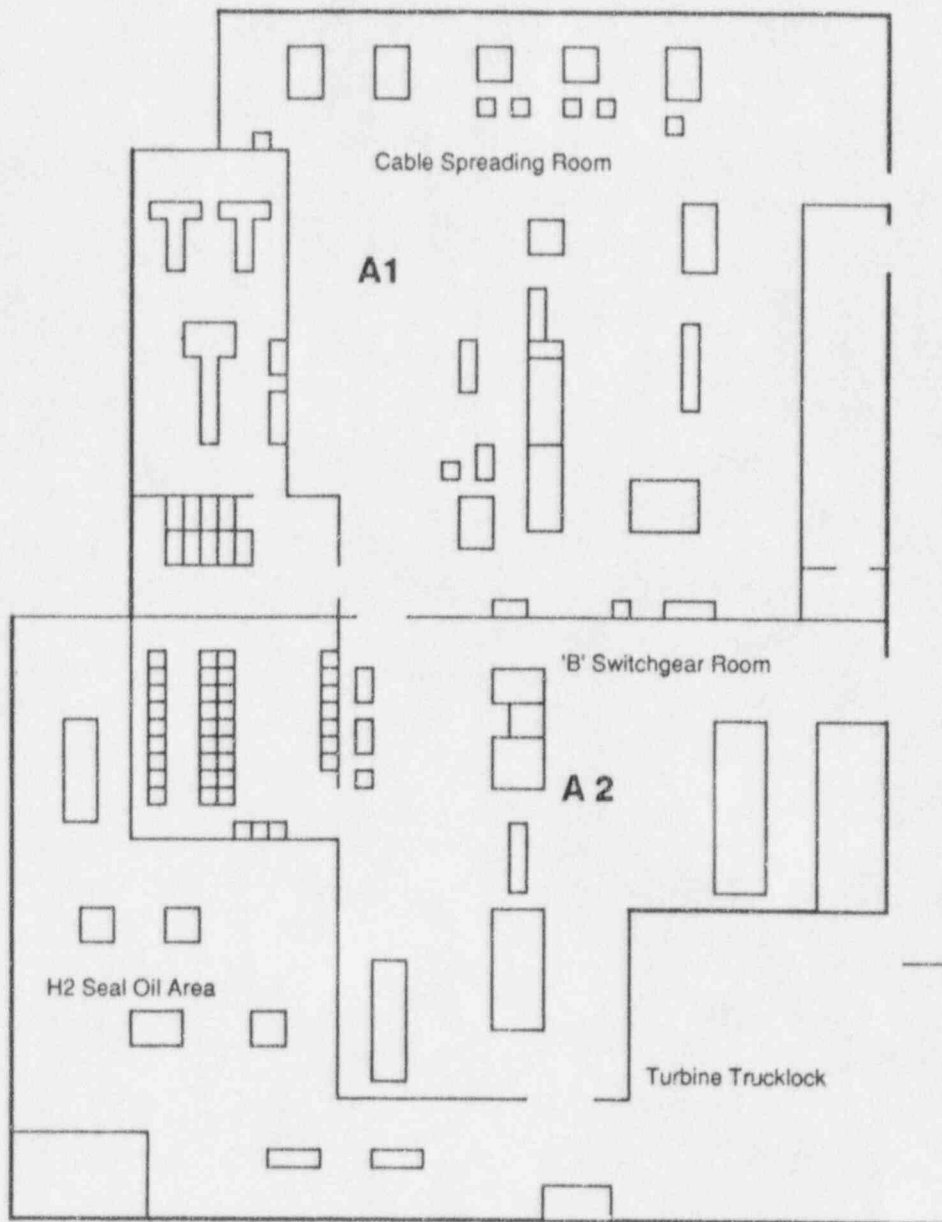 Cable Spreading Room
A1
'B' Switchgear Room
A 2
H2 Seal Oil Area
Turbine Trucklock